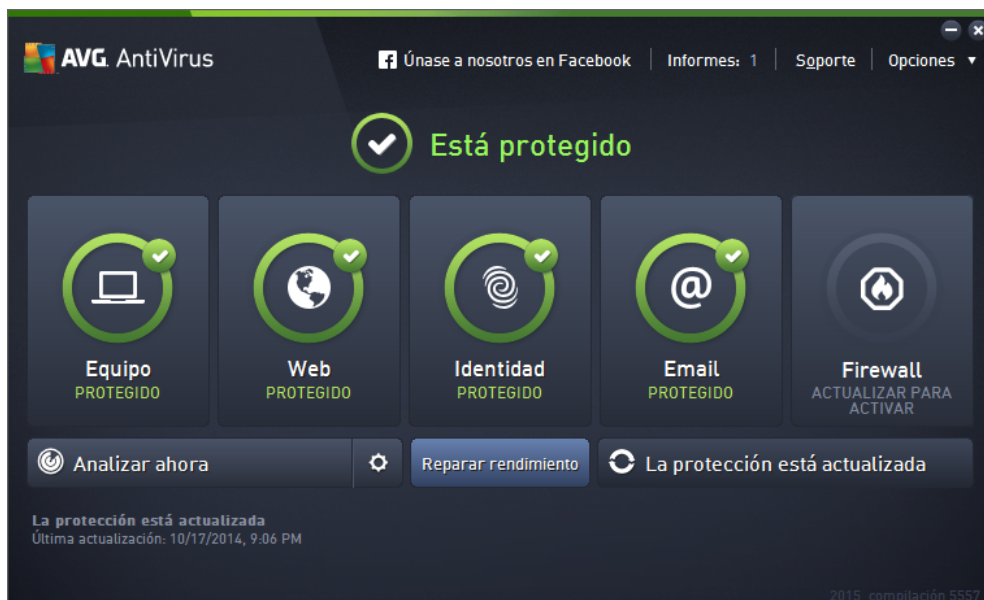 AVG. AntiVirus
Únase a nosotros en Facebook
Informes: 1
Soporte
Opciones
Está protegido
Equipo
PROTEGIDO
Web
PROTEGIDO
Identidad
PROTEGIDO
Email
PROTEGIDO
Firewall
ACTUALIZAR PARA
ACTIVAR
Analizar ahora
Reparar rendimiento
La protección está actualizada
La protección está actualizada
Última actualización: 10/17/2014, 9:06 PM
2015 compilación 5557